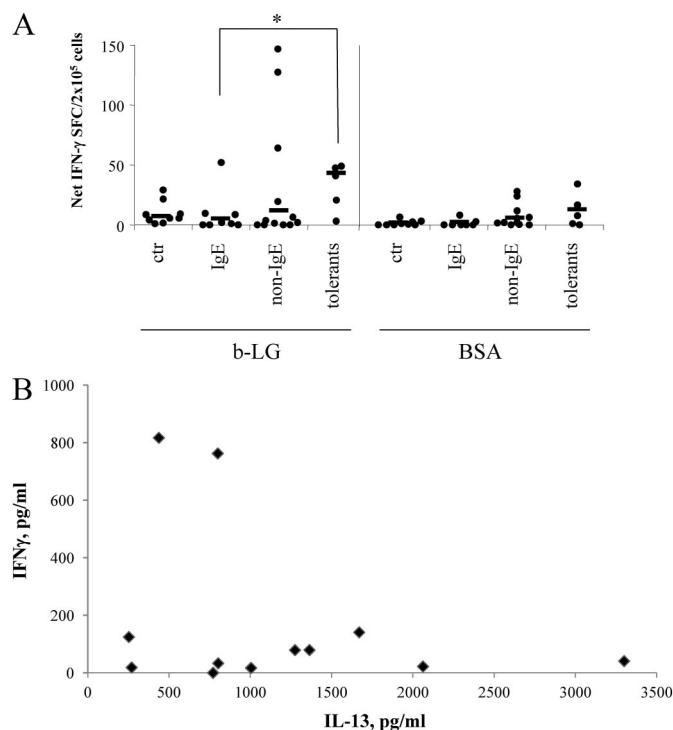 A
*
Net IFN-γ SFC/2x10⁵ cells
150
100
50
0
ctr
IgE
non-IgE
tolerants
ctr
IgE
non-IgE
tolerants
b-LG
BSA
B
IFNγ, pg/ml
1000
800
600
400
200
0
0
500
1000
1500
2000
2500
3000
3500
IL-13, pg/ml